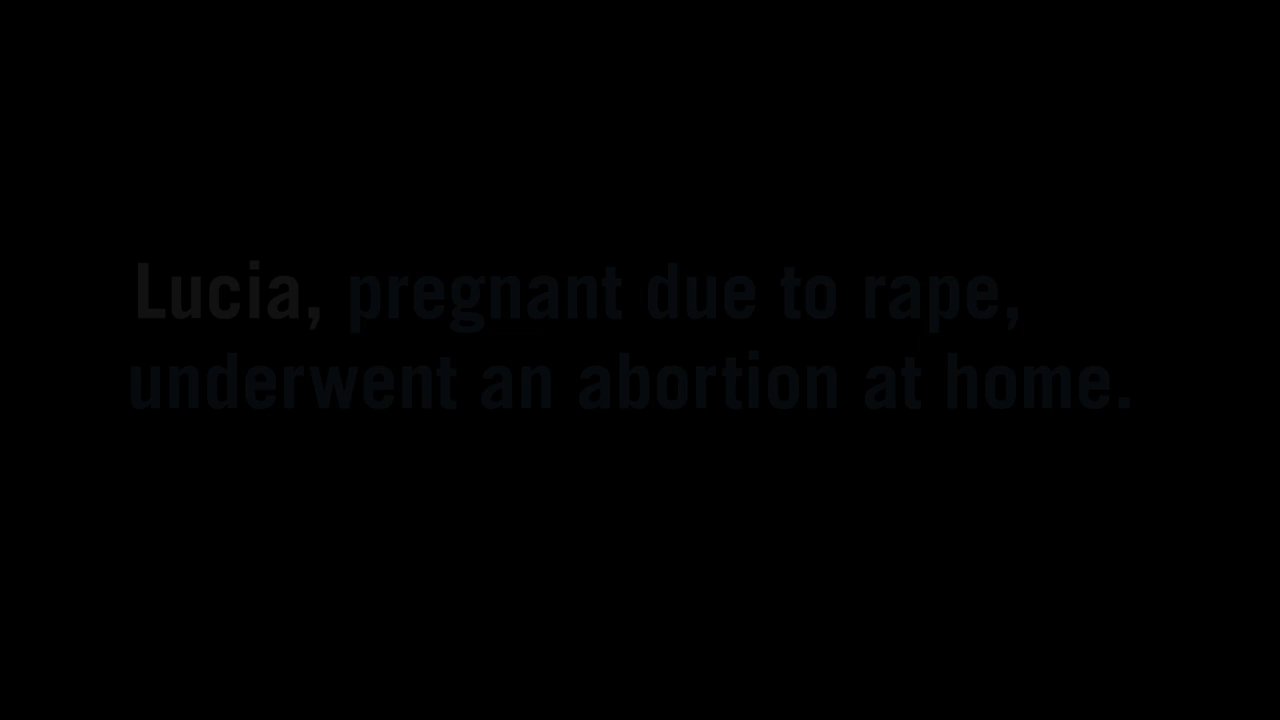 Lucia, pregnant due to rape,
underwent an abortion at home.